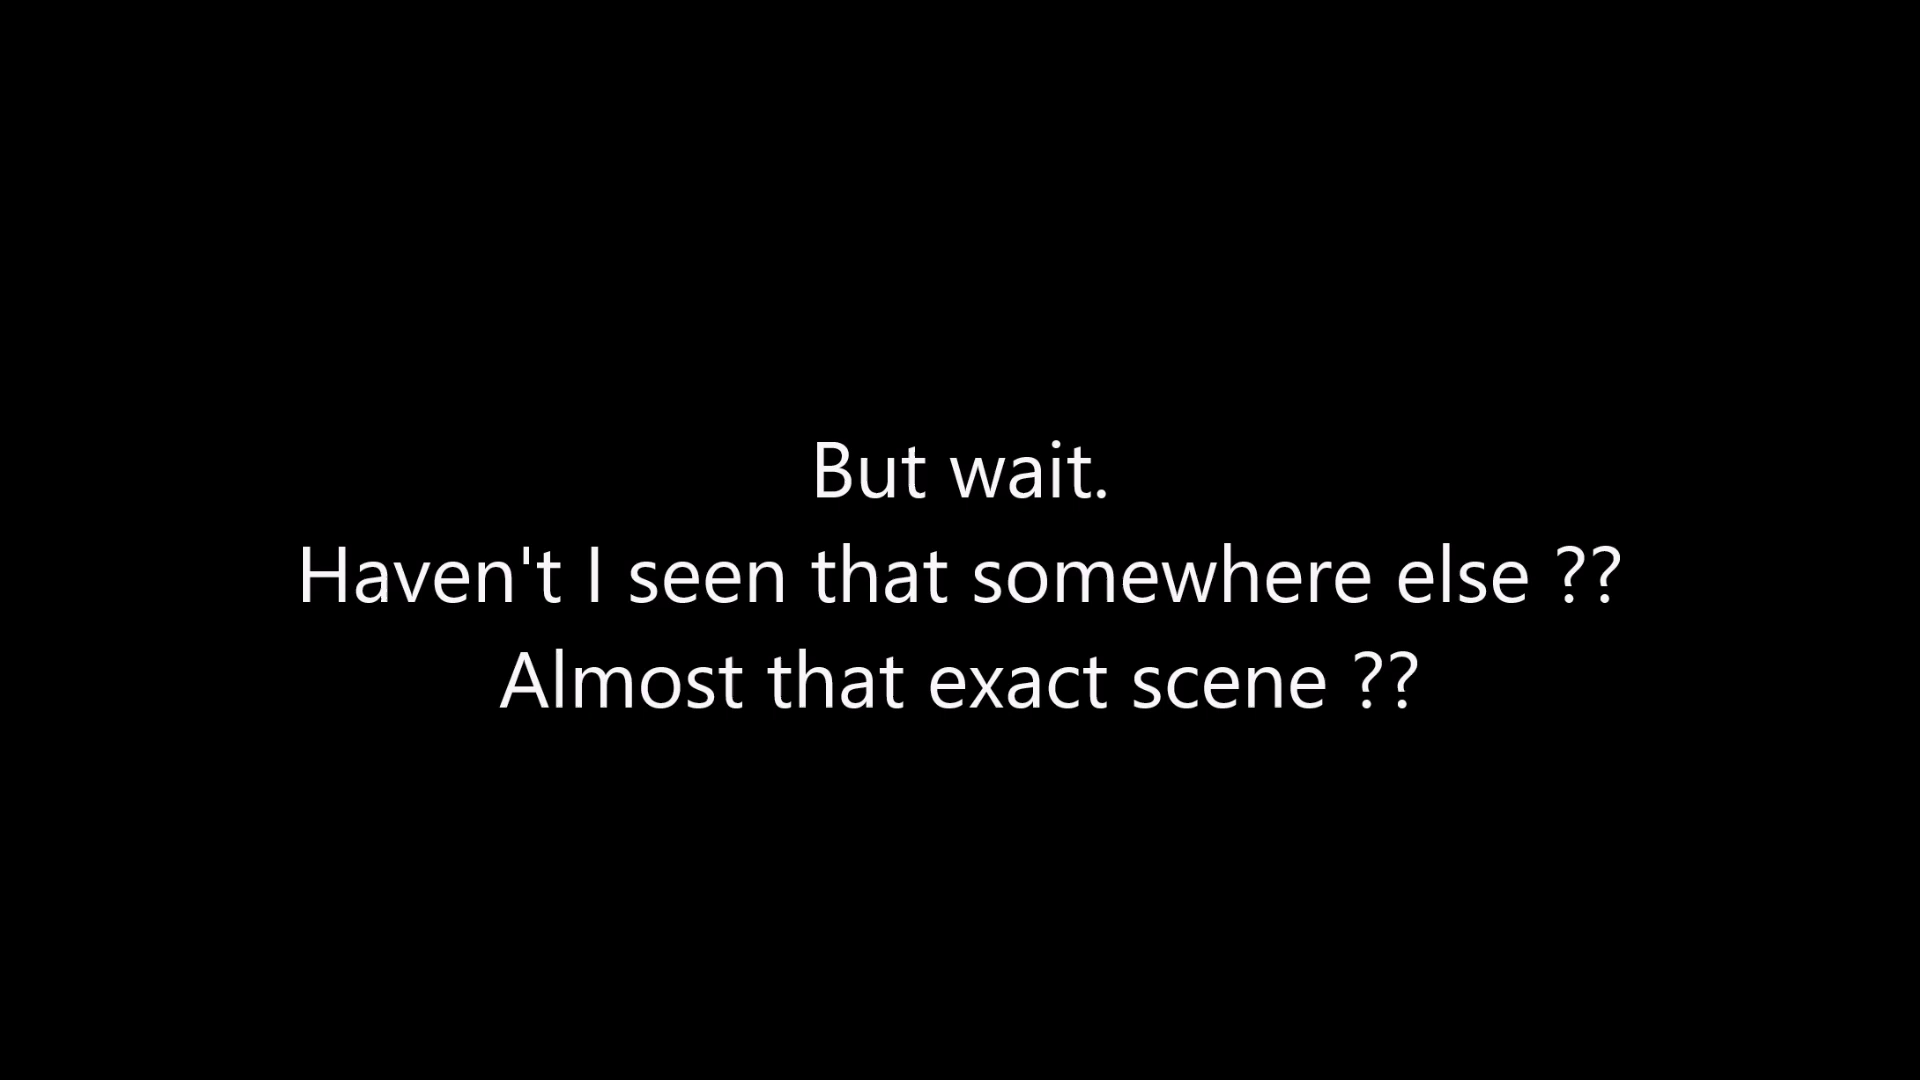 But wait.
Haven't I seen that somewhere else ??
Almost that exact scene ??